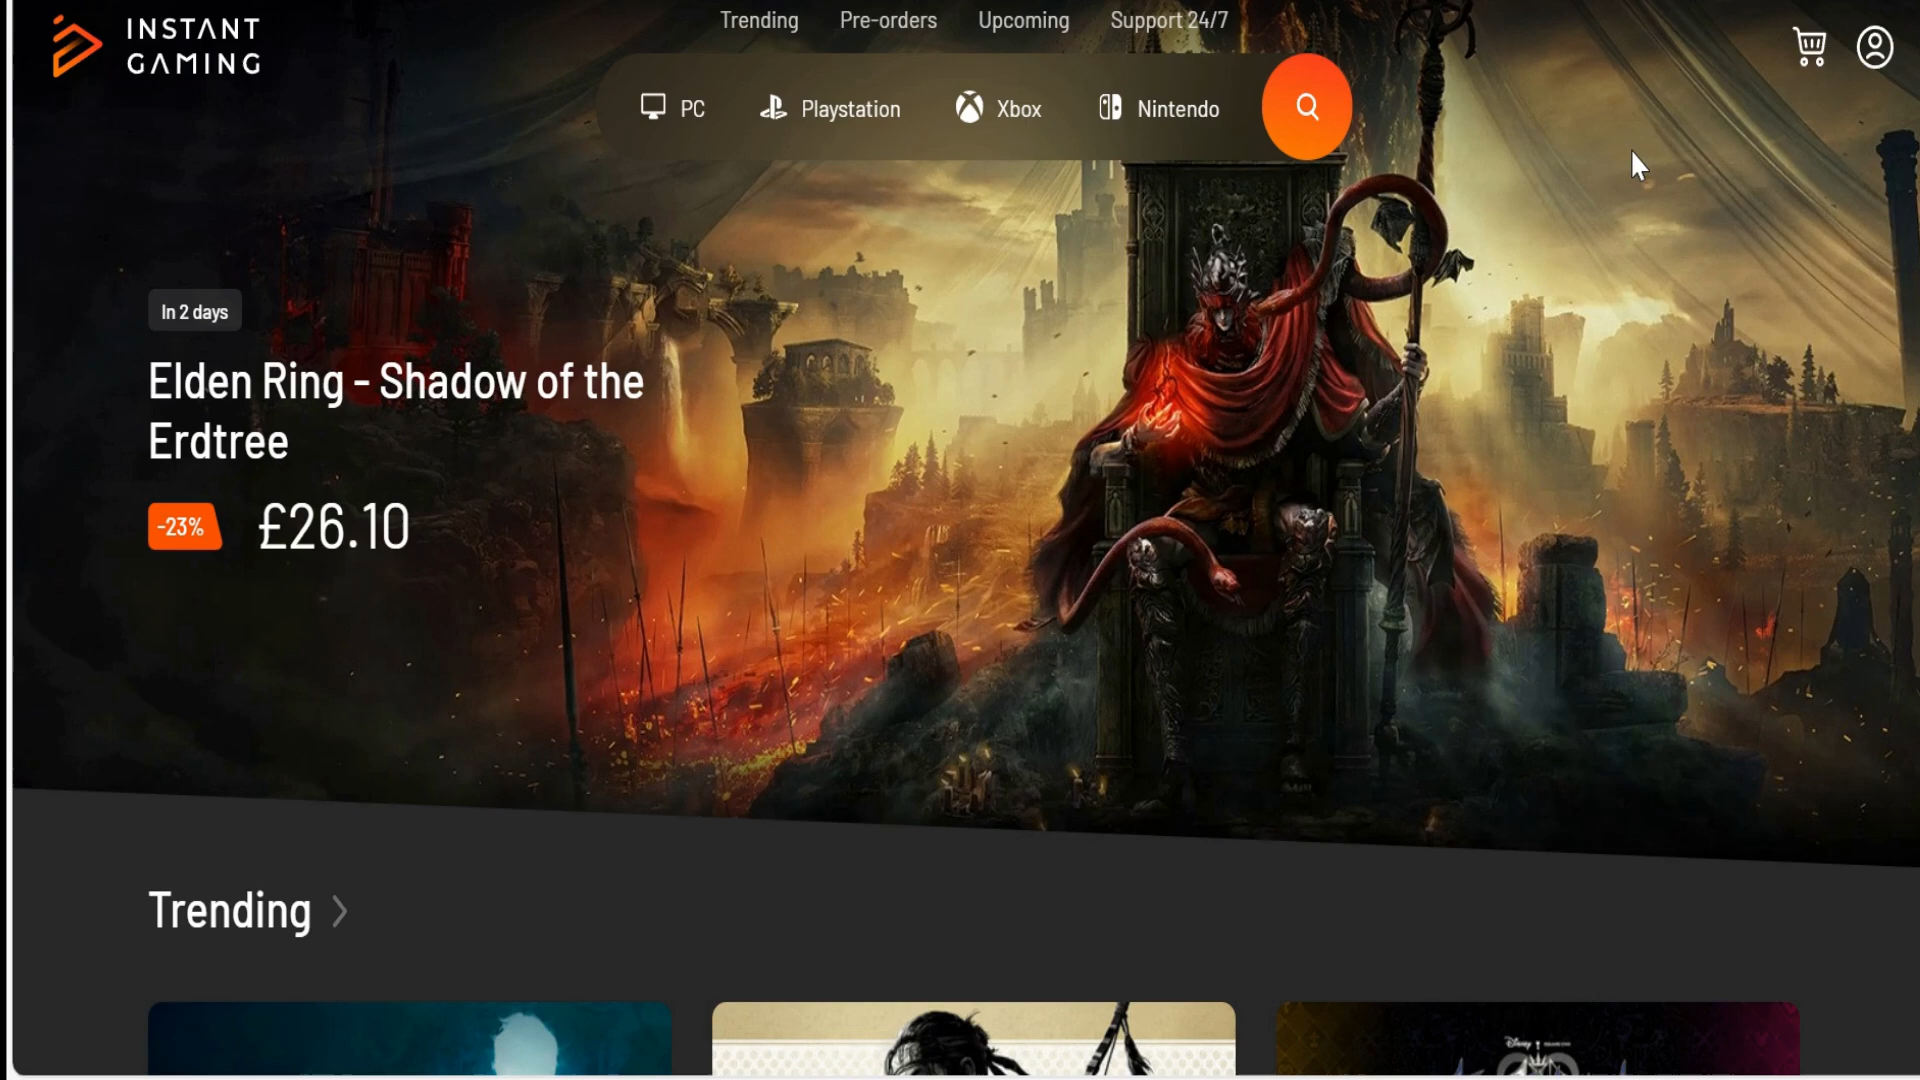 INSTANT
GAMING
Trending
Pre-orders
Upcoming
Support 24/7
PC
Playstation
Xbox
Nintendo
In 2 days
Elden Ring - Shadow of the
Erdtree
-23%
£26.10
Trending
Disney